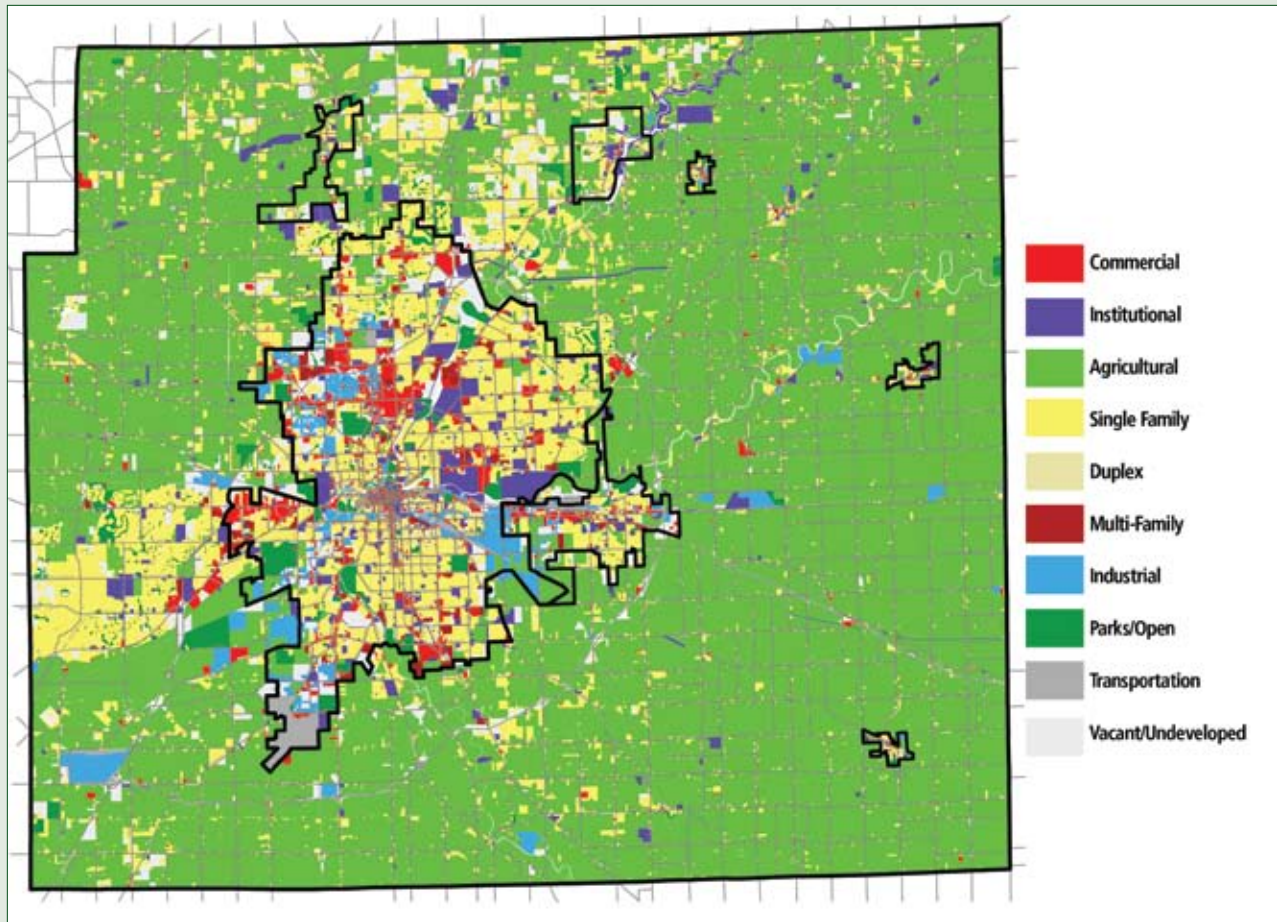 Commercial
Institutional
Agricultural
Single Family
Duplex
Multi-Family
Industrial
Parks/Open
Transportation
Vacant/Undeveloped